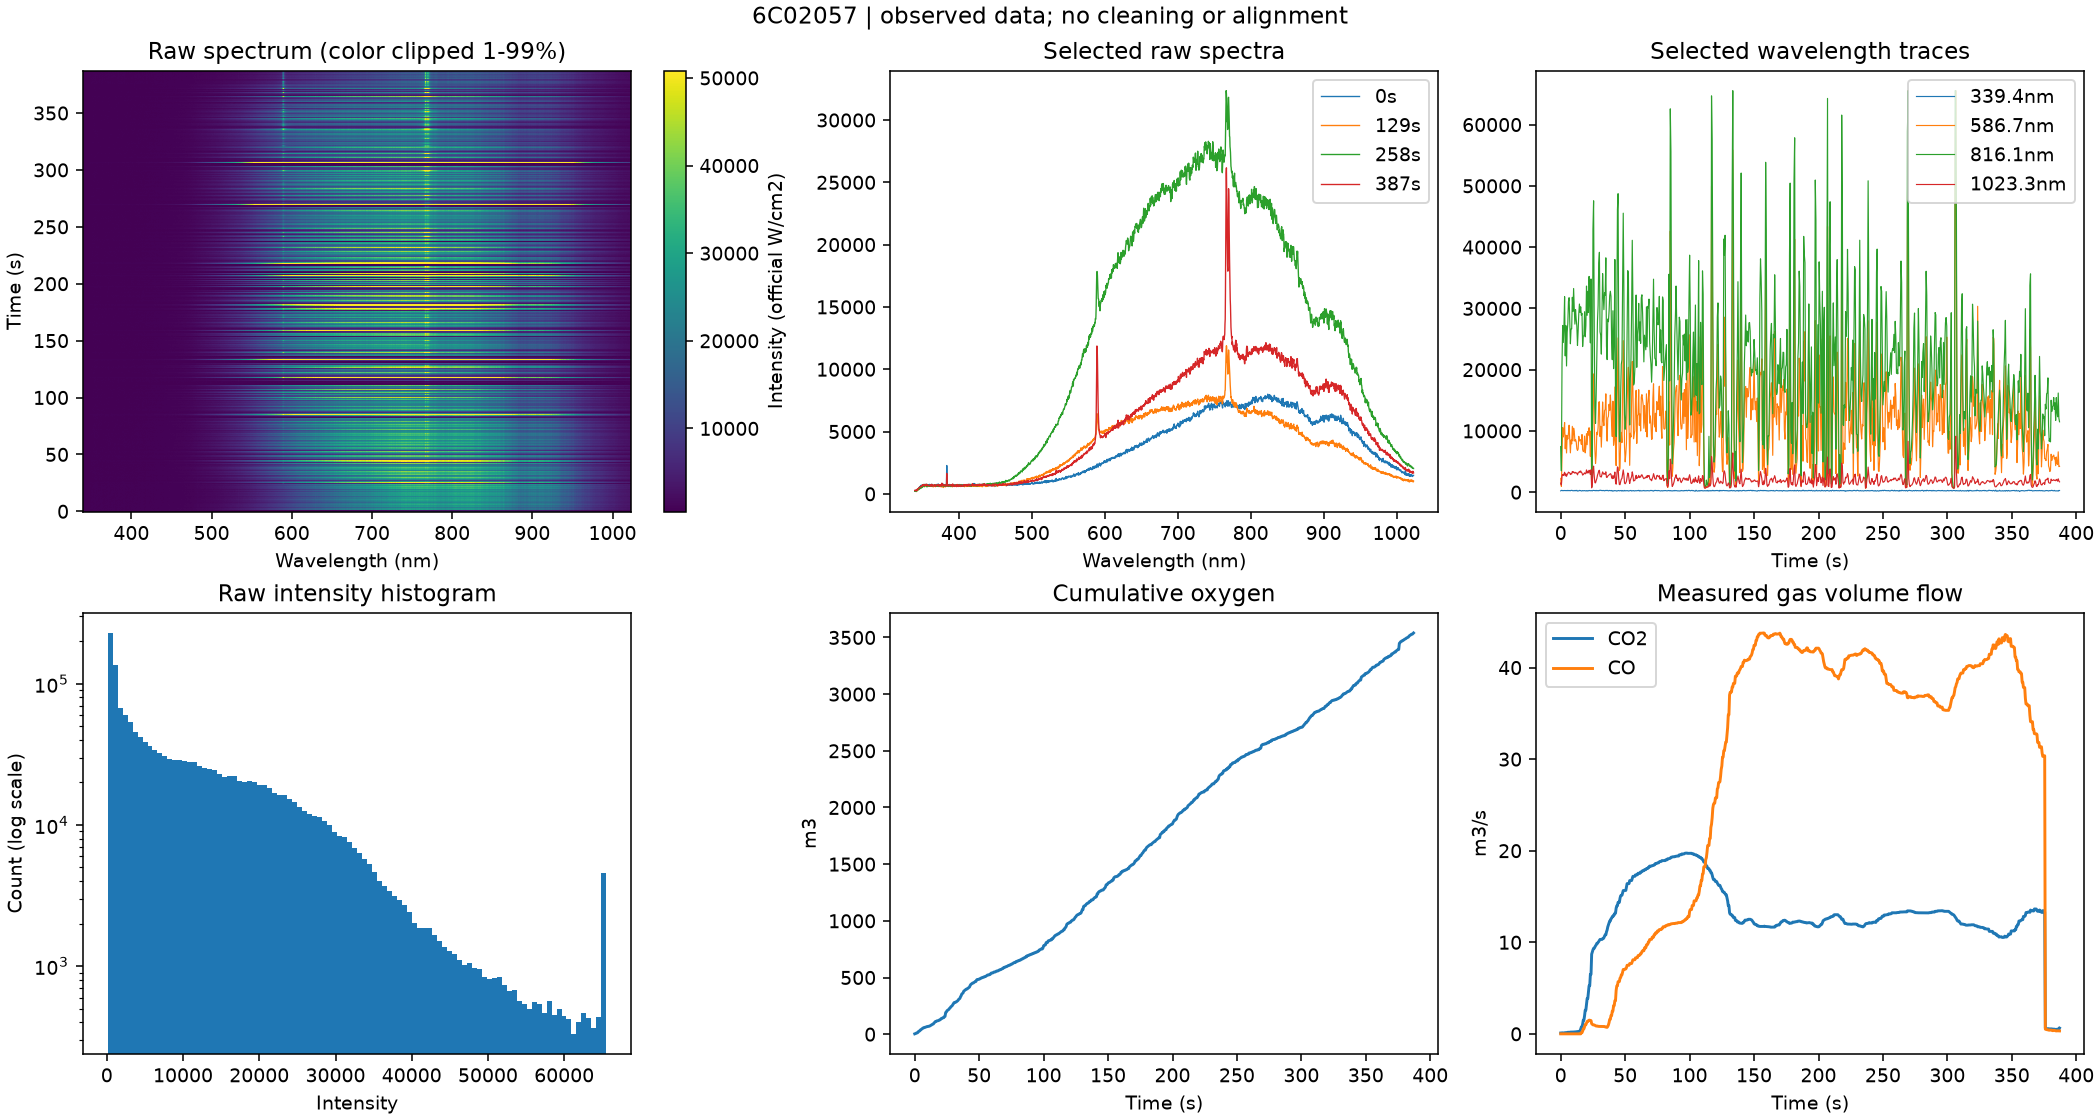 6C02057 | observed data; no cleaning or alignment
Raw spectrum (color clipped 1-99%)
Time (s)
350
300
250
200
150
100
50
0
400 500 600 700 800 900 1000
Wavelength (nm)
50000
40000
30000
20000
10000
Intensity (official W/cm2)
Selected raw spectra
30000
25000
20000
15000
10000
5000
0
400 500 600 700 800 900 1000
Wavelength (nm)
0s
129s
258s
387s
Selected wavelength traces
60000
50000
40000
30000
20000
10000
0
0 50 100 150 200 250 300 350 400
Time (s)
339.4nm
586.7nm
816.1nm
1023.3nm
Raw intensity histogram
Count (log scale)
10^5
10^4
10^3
0 10000 20000 30000 40000 50000 60000
Intensity
Cumulative oxygen
m3
3500
3000
2500
2000
1500
1000
500
0
0 50 100 150 200 250 300 350 400
Time (s)
Measured gas volume flow
m3/s
40
30
20
10
0
0 50 100 150 200 250 300 350 400
Time (s)
CO2
CO